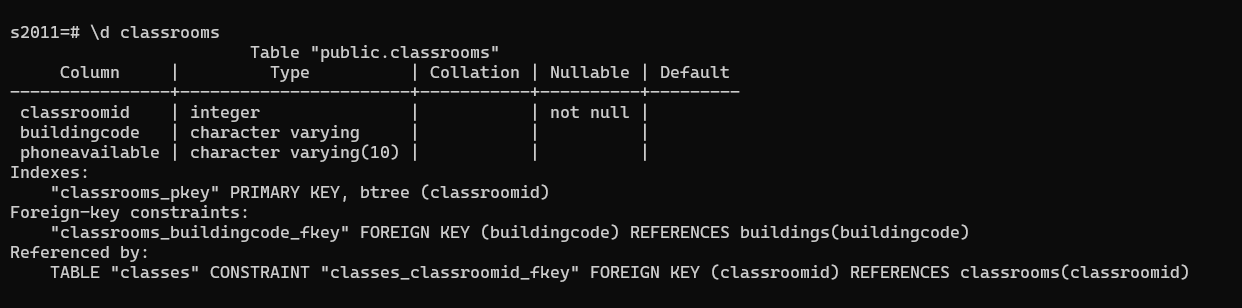 s2011=# \d classrooms
                        Table "public.classrooms"
     Column     |         Type          | Collation | Nullable | Default
----------------+-----------------------+-----------+----------+---------
 classroomid    | integer               |           | not null |
 buildingcode   | character varying     |           |          |
 phoneavailable | character varying(10) |           |          |
Indexes:
    "classrooms_pkey" PRIMARY KEY, btree (classroomid)
Foreign-key constraints:
    "classrooms_buildingcode_fkey" FOREIGN KEY (buildingcode) REFERENCES buildings(buildingcode)
Referenced by:
    TABLE "classes" CONSTRAINT "classes_classroomid_fkey" FOREIGN KEY (classroomid) REFERENCES classrooms(classroomid)